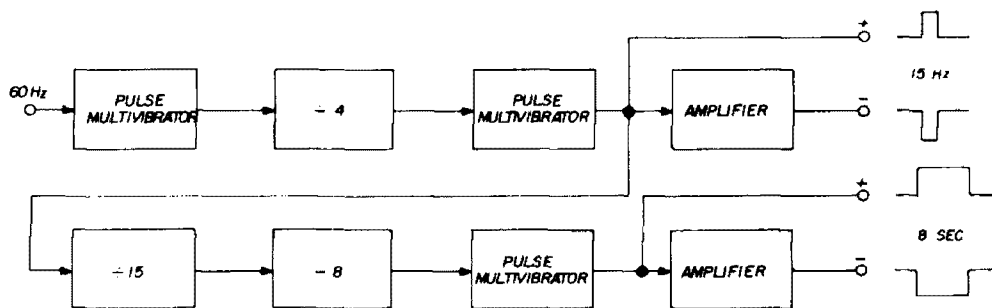 60 Hz
PULSE
MULTIVIBRATOR
÷ 4
PULSE
MULTIVIBRATOR
AMPLIFIER
+
15 Hz
−
÷ 15
÷ 8
PULSE
MULTIVIBRATOR
AMPLIFIER
+
8 SEC
−